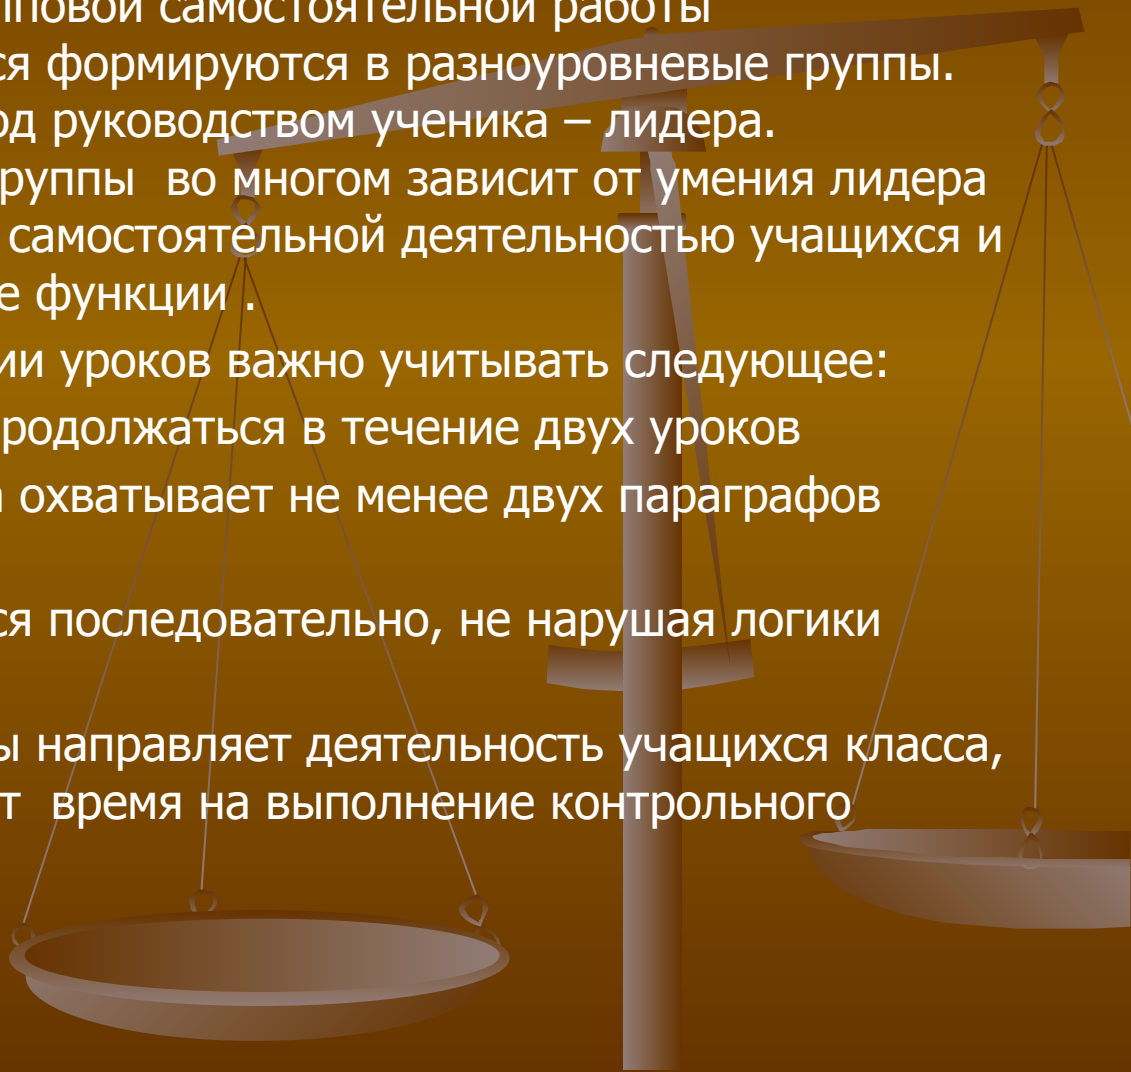 пповой самостоятельной работы
ся формируются в разноуровневые группы.
од руководством ученика – лидера.
руппы во многом зависит от умения лидера
самостоятельной деятельностью учащихся и
е функции .
ии уроков важно учитывать следующее:
родолжаться в течение двух уроков
а охватывает не менее двух параграфов
ся последовательно, не нарушая логики
ы направляет деятельность учащихся класса,
т время на выполнение контрольного